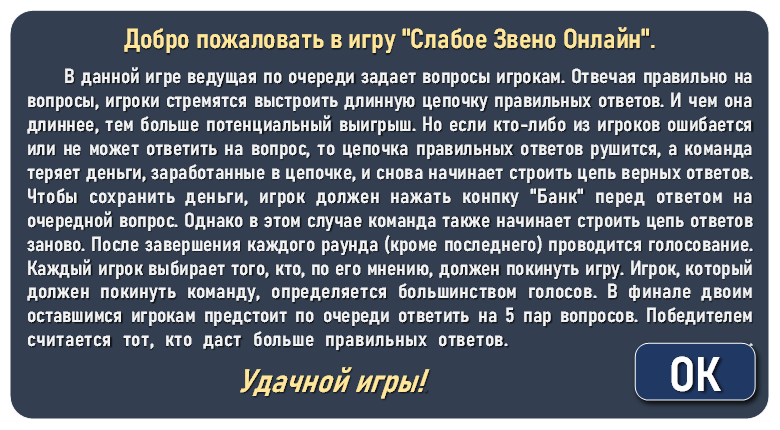 Добро пожаловать в игру "Слабое Звено Онлайн".
В данной игре ведущая по очереди задает вопросы игрокам. Отвечая правильно на
вопросы, игроки стремятся выстроить длинную цепочку правильных ответов. И чем она
длиннее, тем больше потенциальный выигрыш. Но если кто-либо из игроков ошибается
или не может ответить на вопрос, то цепочка правильных ответов рушится, а команда
теряет деньги, заработанные в цепочке, и снова начинает строить цепь верных ответов.
Чтобы сохранить деньги, игрок должен нажать конпку "Банк" перед ответом на
очередной вопрос. Однако в этом случае команда также начинает строить цепь ответов
заново. После завершения каждого раунда (кроме последнего) проводится голосование.
Каждый игрок выбирает того, кто, по его мнению, должен покинуть игру. Игрок, который
должен покинуть команду, определяется большинством голосов. В финале двоим
оставшимся игрокам предстоит по очереди ответить на 5 пар вопросов. Победителем
считается тот, кто даст больше правильных ответов. .
Удачной игры!
OK